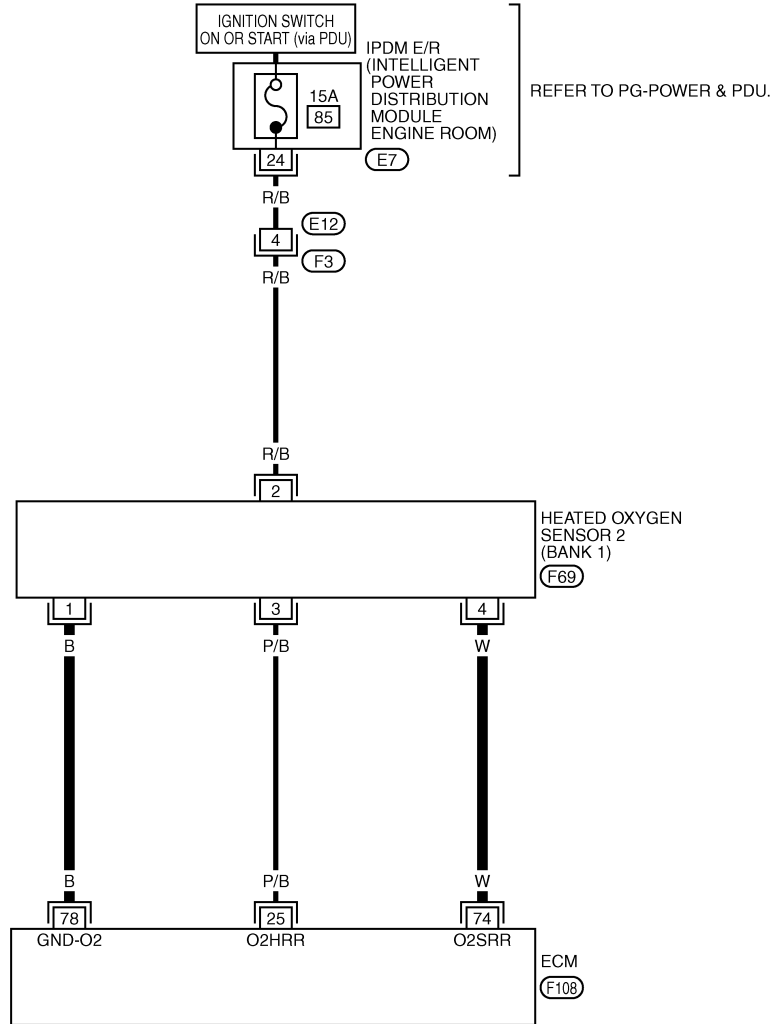 IGNITION SWITCH
ON OR START (via PDU)
IPDM E/R
(INTELLIGENT
POWER
DISTRIBUTION
MODULE
ENGINE ROOM)
REFER TO PG-POWER & PDU.
15A
85
24
E7
R/B
E12
4
F3
R/B
R/B
2
HEATED OXYGEN
SENSOR 2
(BANK 1)
F69
1 3 4
B P/B W
B P/B W
78 25 74
GND-O2 O2HRR O2SRR
ECM
F108